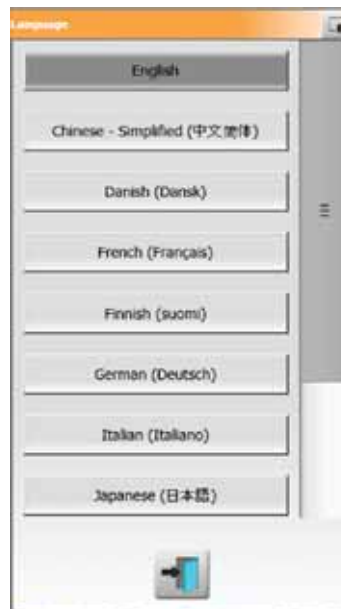 Language
English
Chinese - Simplified (中文简体)
Danish (Dansk)
French (Français)
Finnish (suomi)
German (Deutsch)
Italian (Italiano)
Japanese (日本語)